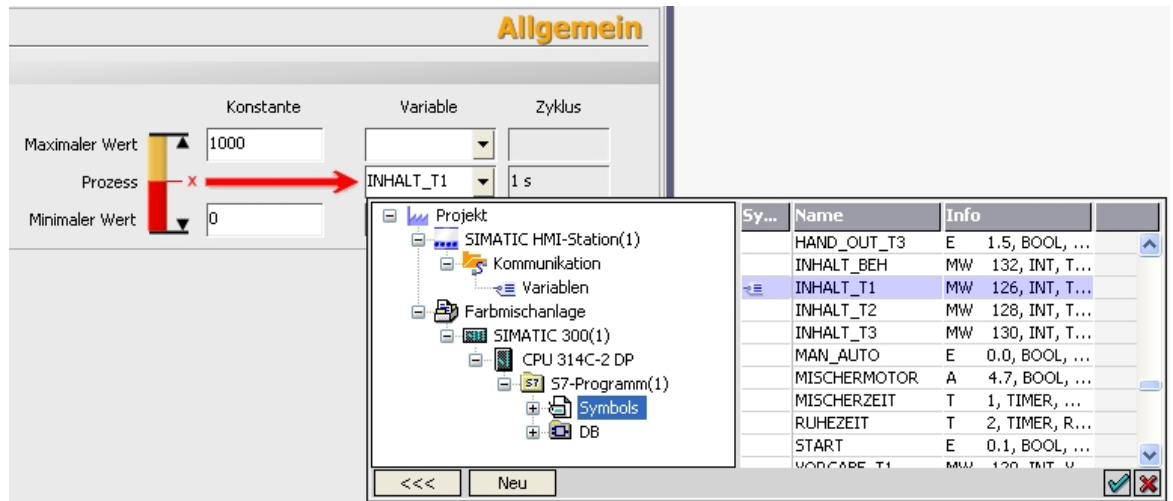 Allgemein
Konstante Variable Zyklus
Maximaler Wert 1000
Prozess x INHALT_T1 1 s
Minimaler Wert 0
Projekt
SIMATIC HMI-Station(1)
Kommunikation
Variablen
Farbmischanlage
SIMATIC 300(1)
CPU 314C-2 DP
S7 S7-Programm(1)
Symbols
DB
<<< Neu
Sy... Name Info
HAND_OUT_T3 E 1.5, BOOL, ...
INHALT_BEH MW 132, INT, T...
INHALT_T1 MW 126, INT, T...
INHALT_T2 MW 128, INT, T...
INHALT_T3 MW 130, INT, T...
MAN_AUTO E 0.0, BOOL, ...
MISCHERMOTOR A 4.7, BOOL, ...
MISCHERZEIT T 1, TIMER, ...
RUHEZEIT T 2, TIMER, R...
START E 0.1, BOOL, ...